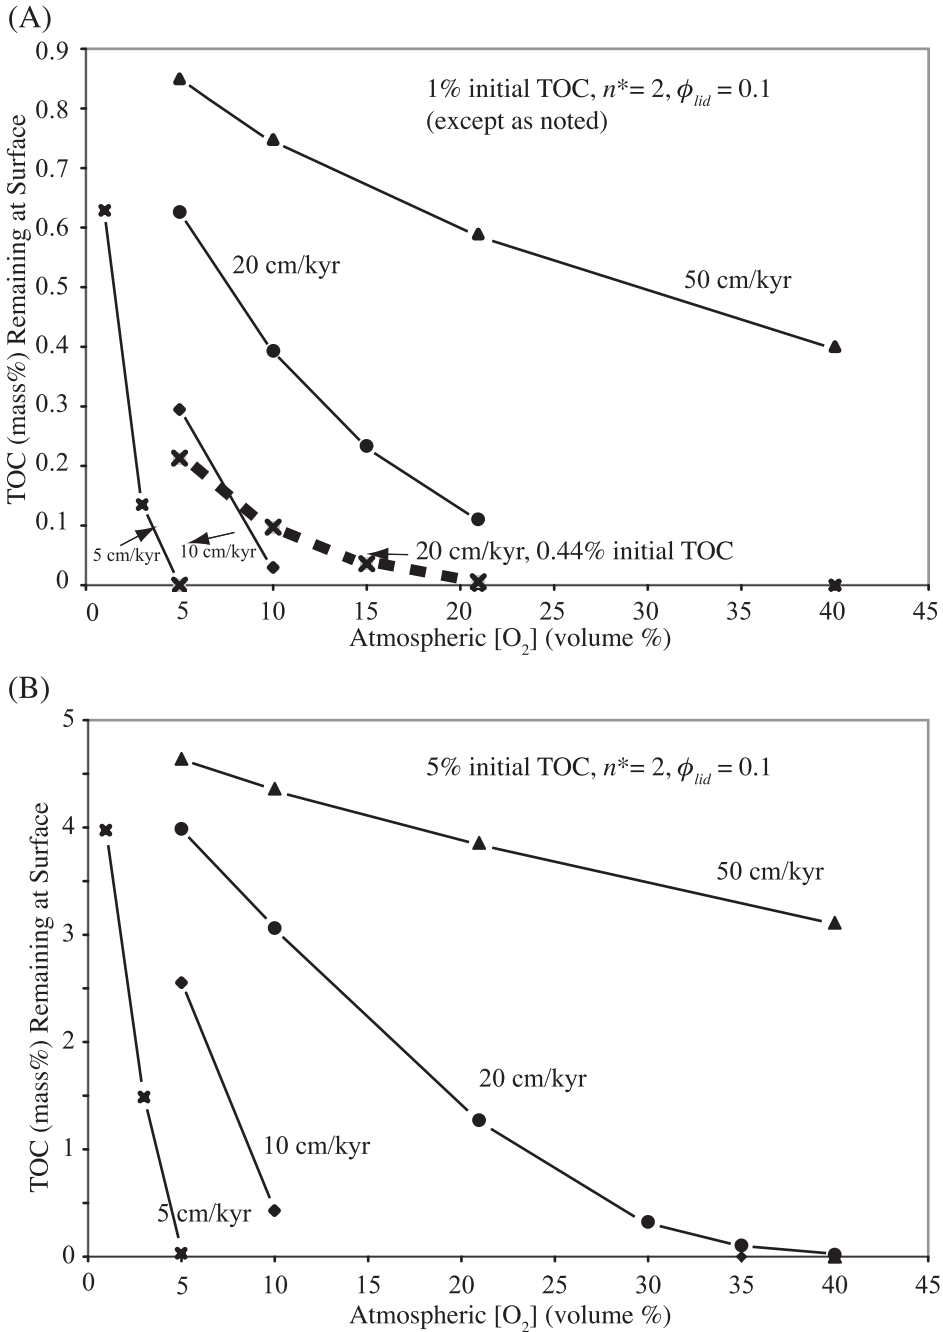 (A)
0.9
0.8
0.7
0.6
0.5
0.4
0.3
0.2
0.1
0
TOC (mass%) Remaining at Surface
1% initial TOC, n*= 2, ϕlid = 0.1
(except as noted)
20 cm/kyr
50 cm/kyr
5 cm/kyr
10 cm/kyr
20 cm/kyr, 0.44% initial TOC
0 5 10 15 20 25 30 35 40 45
Atmospheric [O2] (volume %)
(B)
5
4
3
2
1
0
TOC (mass%) Remaining at Surface
5% initial TOC, n*= 2, ϕlid = 0.1
50 cm/kyr
20 cm/kyr
10 cm/kyr
5 cm/kyr
0 5 10 15 20 25 30 35 40 45
Atmospheric [O2] (volume %)